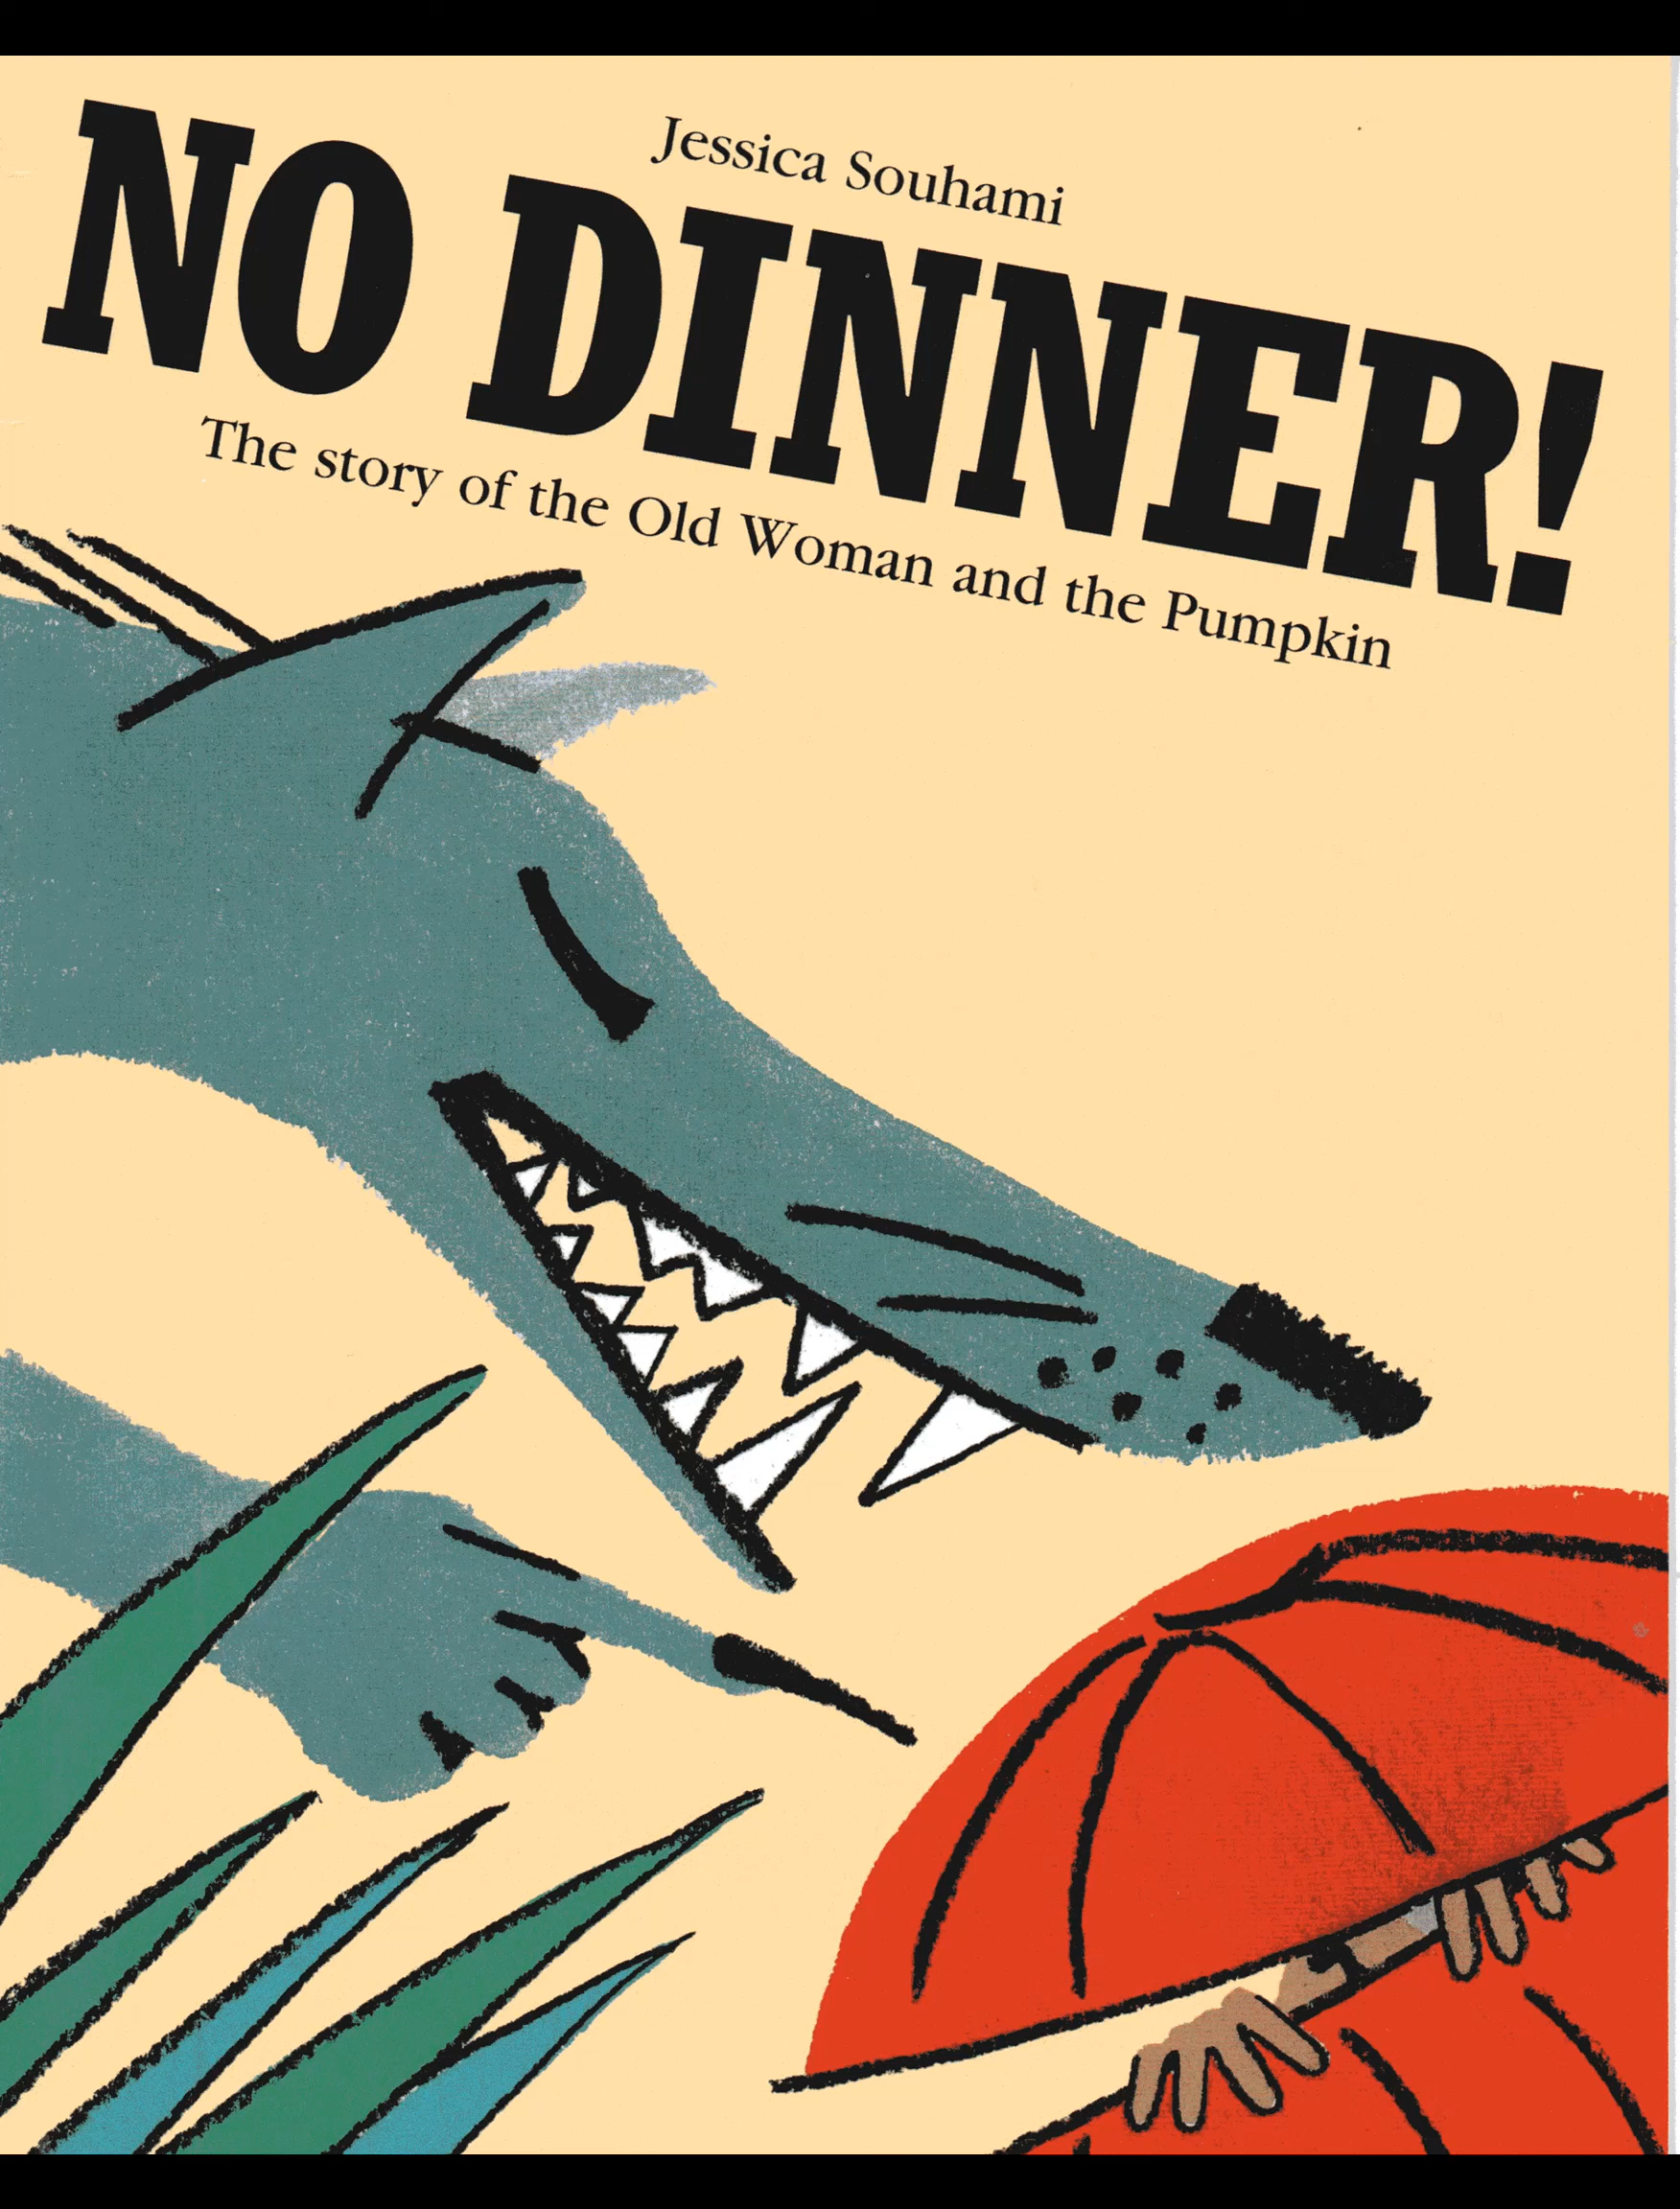 Jessica Souhami
NO DINNER!
The story of the Old Woman and the Pumpkin